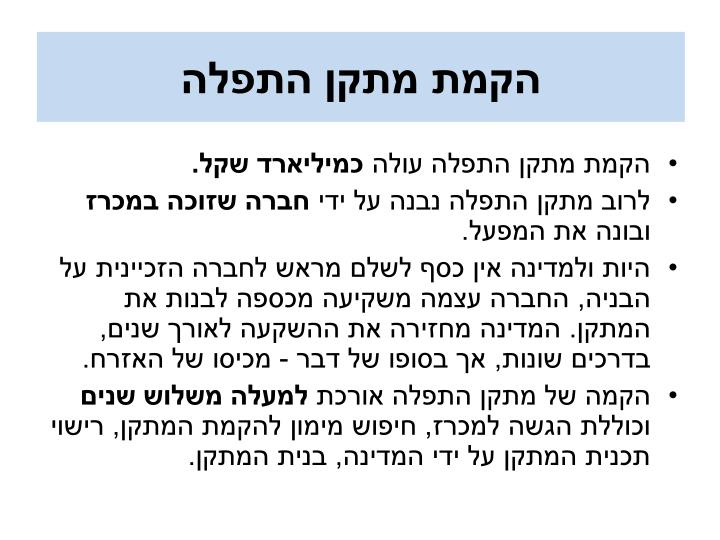 הקמת מתקן התפלה
• הקמת מתקן התפלה עולה כמיליארד שקל.
• לרוב מתקן התפלה נבנה על ידי חברה שזוכה במכרז
ובונה את המפעל.
• היות ולמדינה אין כסף לשלם מראש לחברה הזכיינית על
הבניה, החברה עצמה משקיעה מכספה לבנות את
המתקן. המדינה מחזירה את ההשקעה לאורך שנים,
בדרכים שונות, אך בסופו של דבר - מכיסו של האזרח.
• הקמה של מתקן התפלה אורכת למעלה משלוש שנים
וכוללת הגשה למכרז, חיפוש מימון להקמת המתקן, רישוי
תכנית המתקן על ידי המדינה, בנית המתקן.